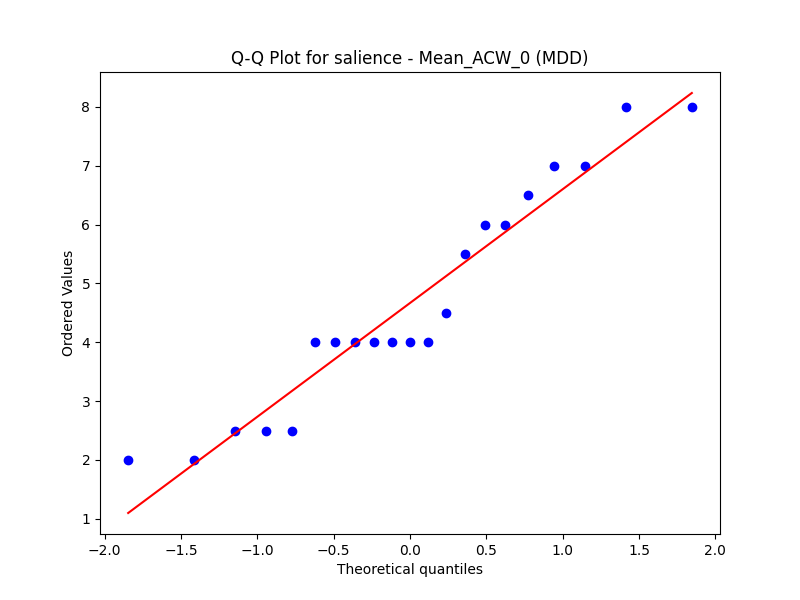 Q-Q Plot for salience - Mean_ACW_0 (MDD)
Ordered Values
8
7
6
5
4
3
2
1
−2.0 −1.5 −1.0 −0.5 0.0 0.5 1.0 1.5 2.0
Theoretical quantiles